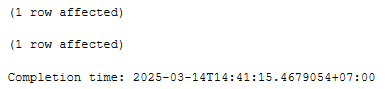 (1 row affected)
(1 row affected)
Completion time: 2025-03-14T14:41:15.4679054+07:00